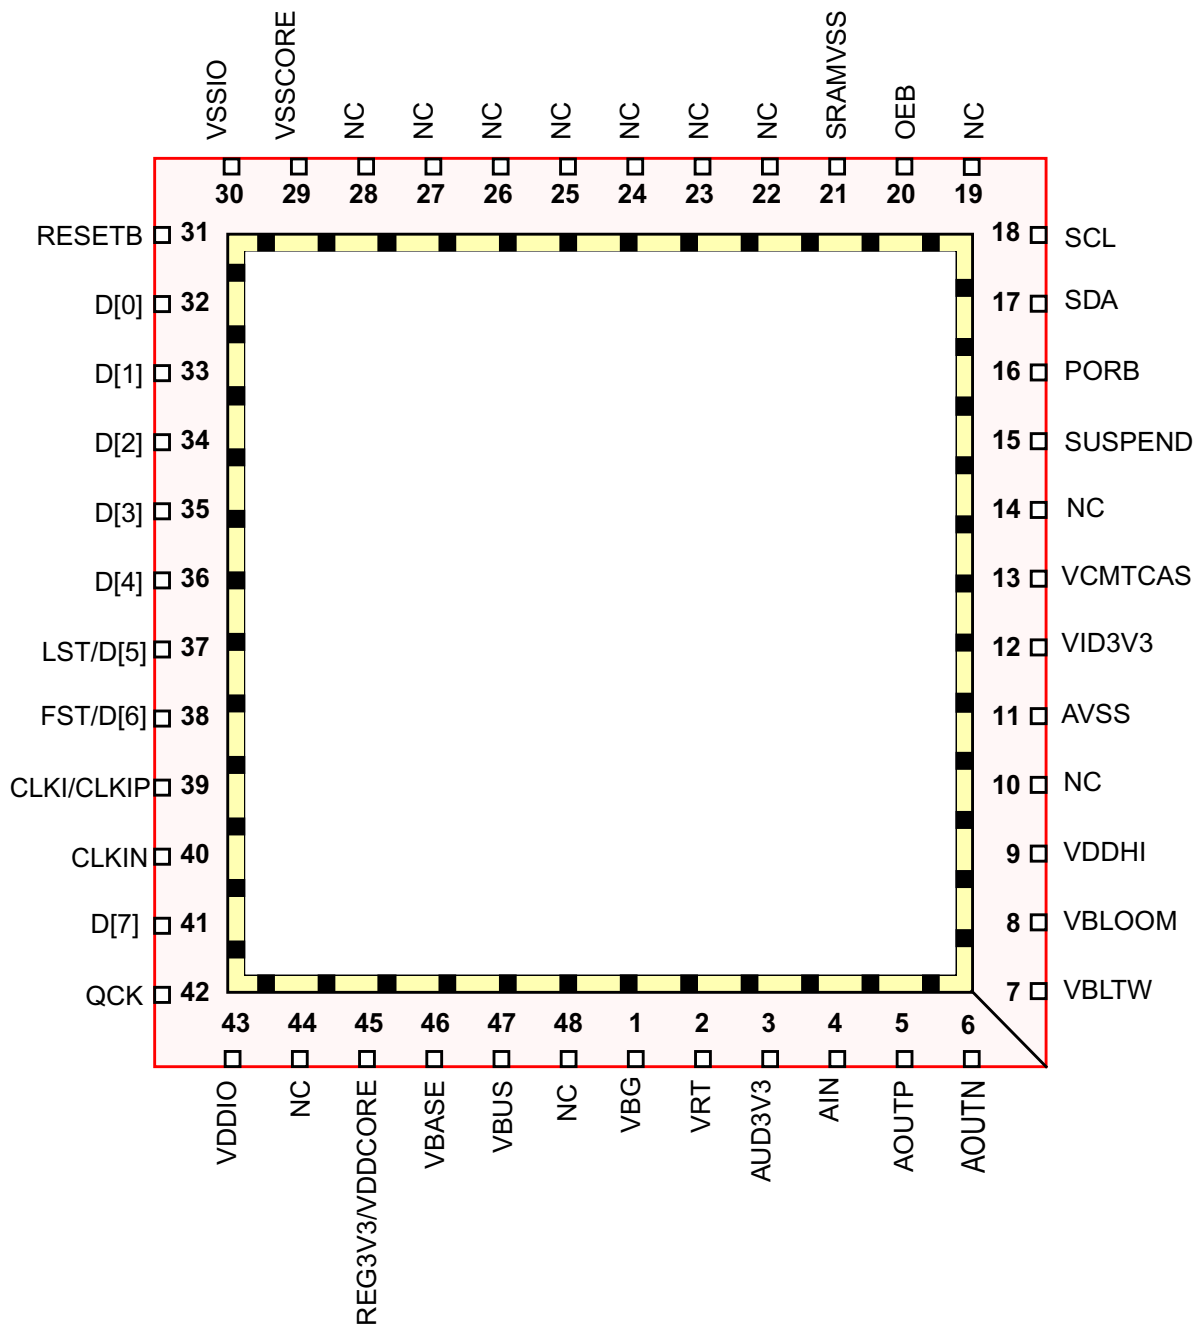 VSSIO
VSSCORE
NC
NC
NC
NC
NC
NC
NC
SRAMVSS
OEB
NC
30 29 28 27 26 25 24 23 22 21 20 19
RESETB 31 18 SCL
D[0] 32 17 SDA
D[1] 33 16 PORB
D[2] 34 15 SUSPEND
D[3] 35 14 NC
D[4] 36 13 VCMTCAS
LST/D[5] 37 12 VID3V3
FST/D[6] 38 11 AVSS
CLKI/CLKIP 39 10 NC
CLKIN 40 9 VDDHI
D[7] 41 8 VBLOOM
QCK 42 7 VBLTW
43 44 45 46 47 48 1 2 3 4 5 6
VDDIO
NC
REG3V3/VDDCORE
VBASE
VBUS
NC
VBG
VRT
AUD3V3
AIN
AOUTP
AOUTN